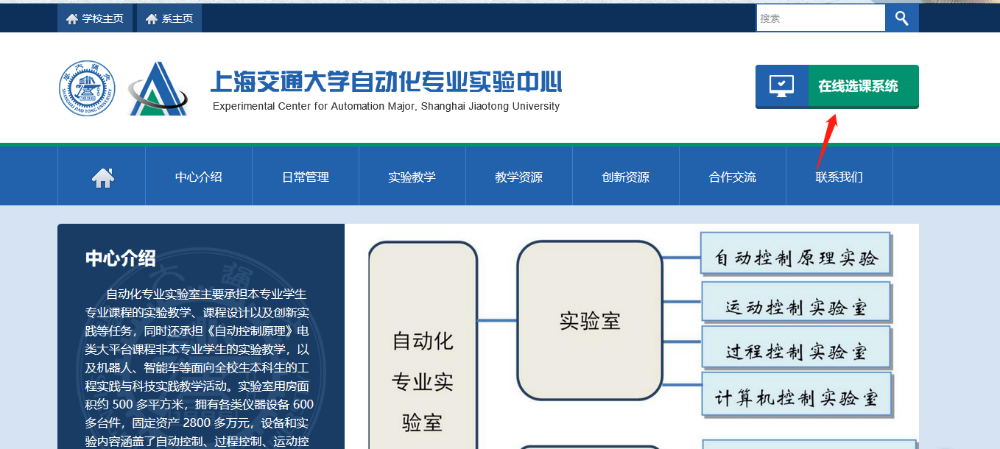 学校主页
系主页
搜索
上海交通大学自动化专业实验中心
Experimental Center for Automation Major, Shanghai Jiaotong University
在线选课系统
中心介绍
日常管理
实验教学
教学资源
创新资源
合作交流
联系我们
中心介绍
自动化专业实验室主要承担本专业学生
专业课程的实验教学、课程设计以及创新实
践等任务，同时还承担《自动控制原理》电
类大平台课程非本专业学生的实验教学，以
及机器人、智能车等面向全校生本科生的工
程实践与科技实践教学活动。实验室用房面
积约 500 多平方米，拥有各类仪器设备 600
多台件，固定资产 2800 多万元，设备和实
验内容涵盖了自动控制、过程控制、运动控
自动化
专业实
验室
实验室
自动控制原理实验
运动控制实验室
过程控制实验室
计算机控制实验室